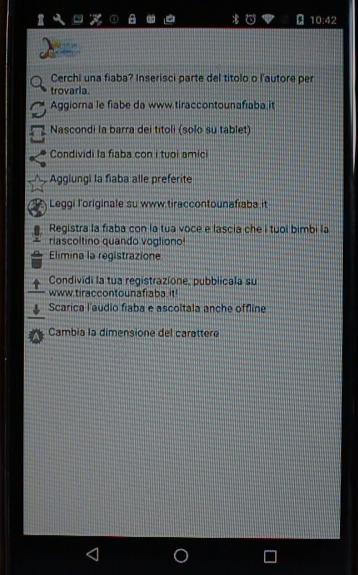 10:42
Cerchi una fiaba? Inserisci parte del titolo o l'autore per
trovarla.
Aggiorna le fiabe da www.tiraccontounafiaba.it
Nascondi la barra dei titoli (solo su tablet)
Condividi la fiaba con i tuoi amici
Aggiungi la fiaba alle preferite
Leggi l'originale su www.tiraccontounafiaba.it
Registra la fiaba con la tua voce e lascia che i tuoi bimbi la
riascoltino quando vogliono!
Elimina la registrazione
Condividi la tua registrazione, pubblicala su
www.tiraccontounafiaba.it!
Scarica l'audio fiaba e ascoltala anche offline
A
Cambia la dimensione del carattere